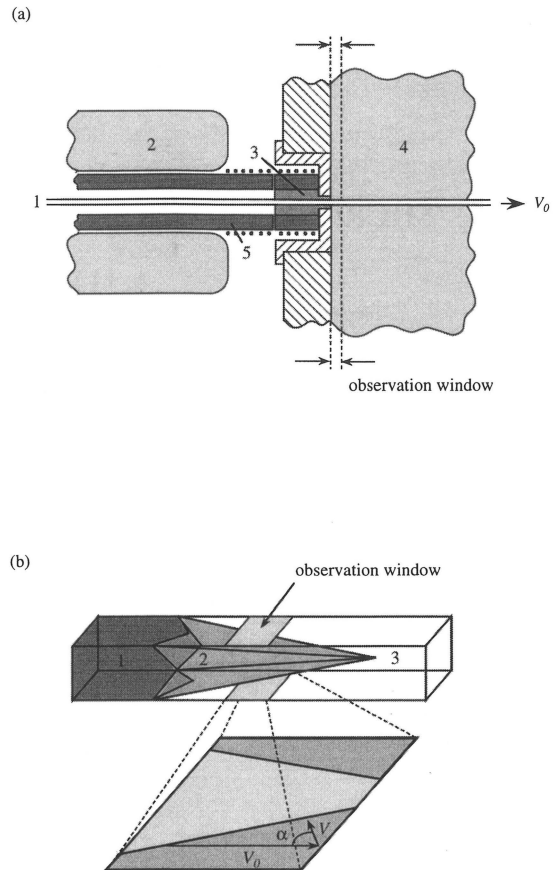 (a)
2
3
4
1
V₀
5
observation window
(b)
observation window
1
2
3
α
V
V₀